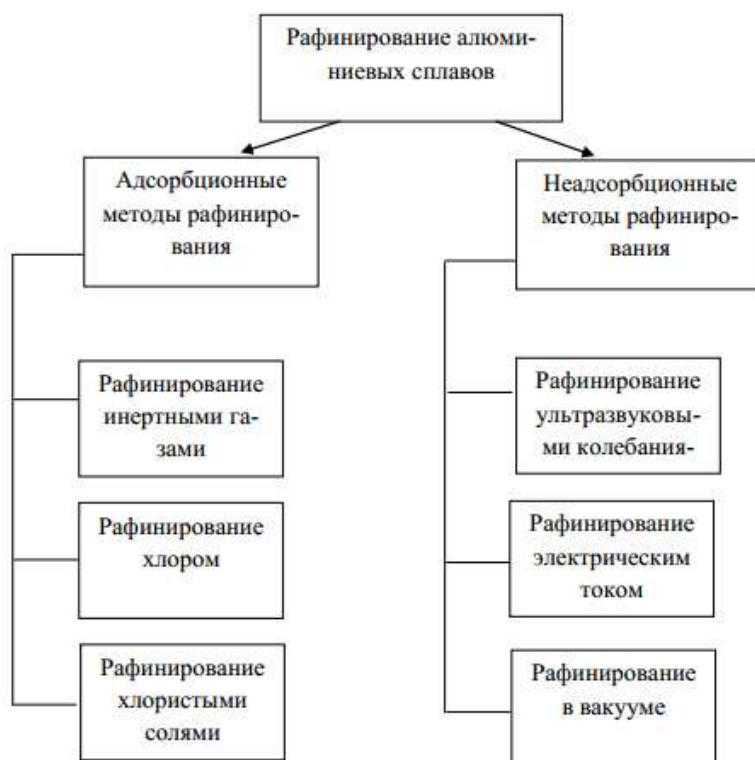 Рафинирование алюми-
ниевых сплавов
Адсорбционные
методы рафиниро-
вания
Неадсорбционные
методы рафиниро-
вания
Рафинирование
инертными га-
зами
Рафинирование
ультразвуковы-
ми колебания-
Рафинирование
хлором
Рафинирование
электрическим
током
Рафинирование
хлористыми
солями
Рафинирование
в вакууме